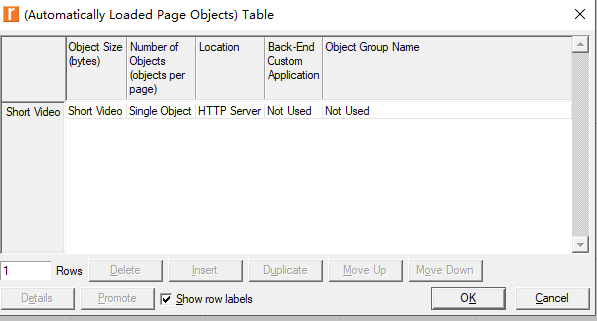 r (Automatically Loaded Page Objects) Table
Object Size (bytes) Number of Objects (objects per page) Location Back-End Custom Application Object Group Name
Short Video Short Video Single Object HTTP Server Not Used Not Used
1 Rows Delete Insert Duplicate Move Up Move Down
Details Promote Show row labels OK Cancel